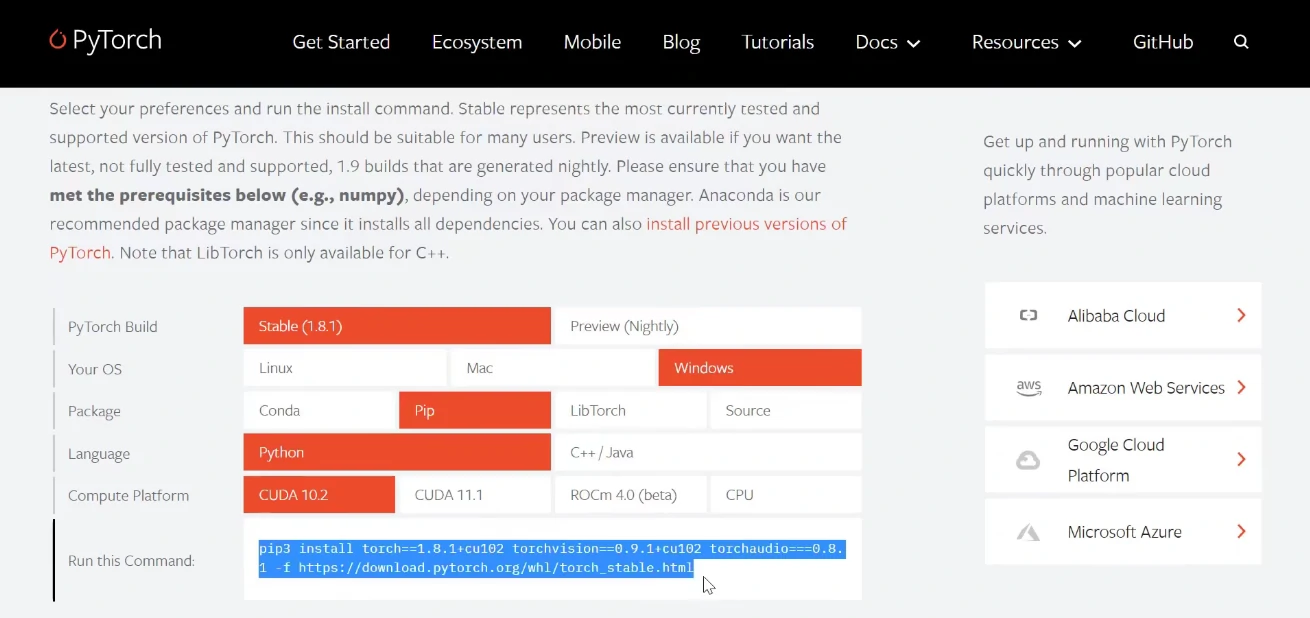 PyTorch
Get Started
Ecosystem
Mobile
Blog
Tutorials
Docs
Resources
GitHub
Select your preferences and run the install command. Stable represents the most currently tested and
supported version of PyTorch. This should be suitable for many users. Preview is available if you want the
latest, not fully tested and supported, 1.9 builds that are generated nightly. Please ensure that you have
met the prerequisites below (e.g., numpy), depending on your package manager. Anaconda is our
recommended package manager since it installs all dependencies. You can also install previous versions of
PyTorch. Note that LibTorch is only available for C++.
PyTorch Build
Stable (1.8.1)
Preview (Nightly)
Your OS
Linux
Mac
Windows
Package
Conda
Pip
LibTorch
Source
Language
Python
C++ / Java
Compute Platform
CUDA 10.2
CUDA 11.1
ROCm 4.0 (beta)
CPU
Run this Command:
pip3 install torch==1.8.1+cu102 torchvision==0.9.1+cu102 torchaudio===0.8.
1 -f https://download.pytorch.org/whl/torch_stable.html
Get up and running with PyTorch
quickly through popular cloud
platforms and machine learning
services.
Alibaba Cloud
aws
Amazon Web Services
Google Cloud
Platform
Microsoft Azure